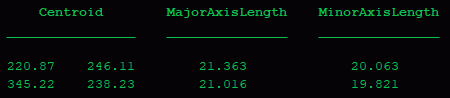 Centroid MajorAxisLength MinorAxisLength
220.87 246.11 21.363 20.063
345.22 238.23 21.016 19.821